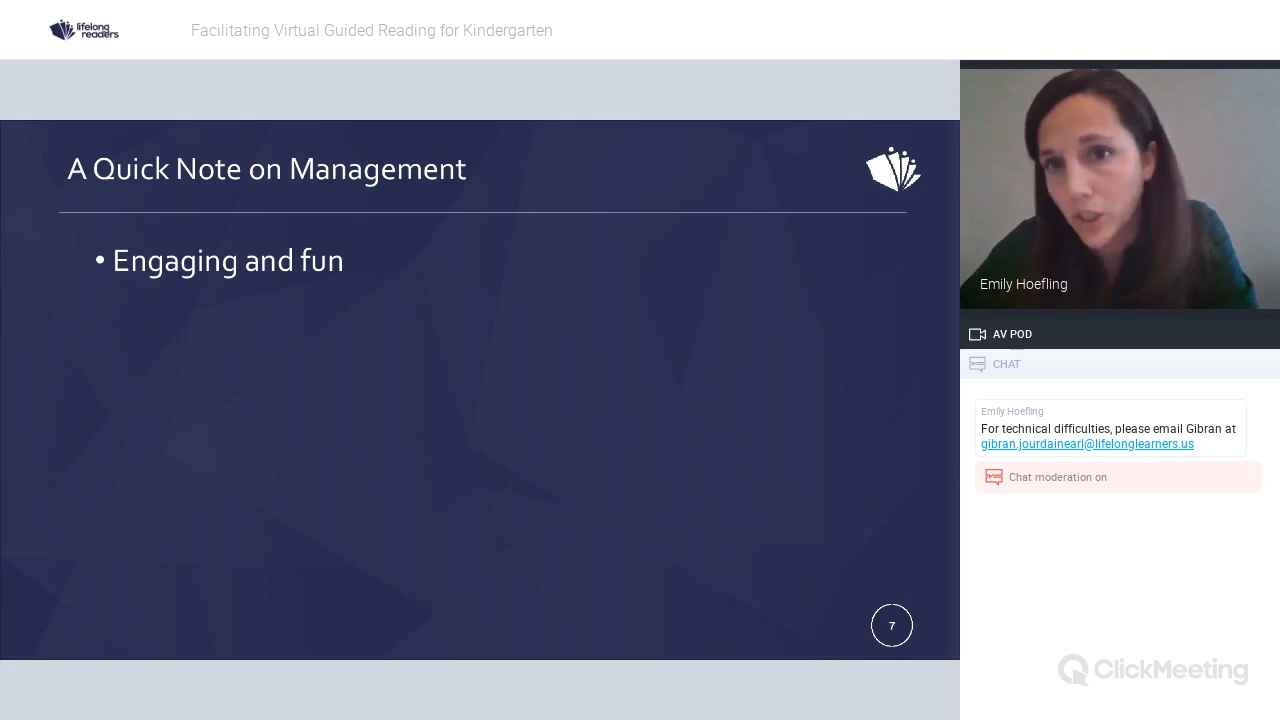 lifelong
readers
Facilitating Virtual Guided Reading for Kindergarten
A Quick Note on Management
• Engaging and fun
7
Emily Hoefling
AV POD
CHAT
Emily Hoefling
For technical difficulties, please email Gibran at
gibran.jourdainearl@lifelonglearners.us
Chat moderation on
ClickMeeting